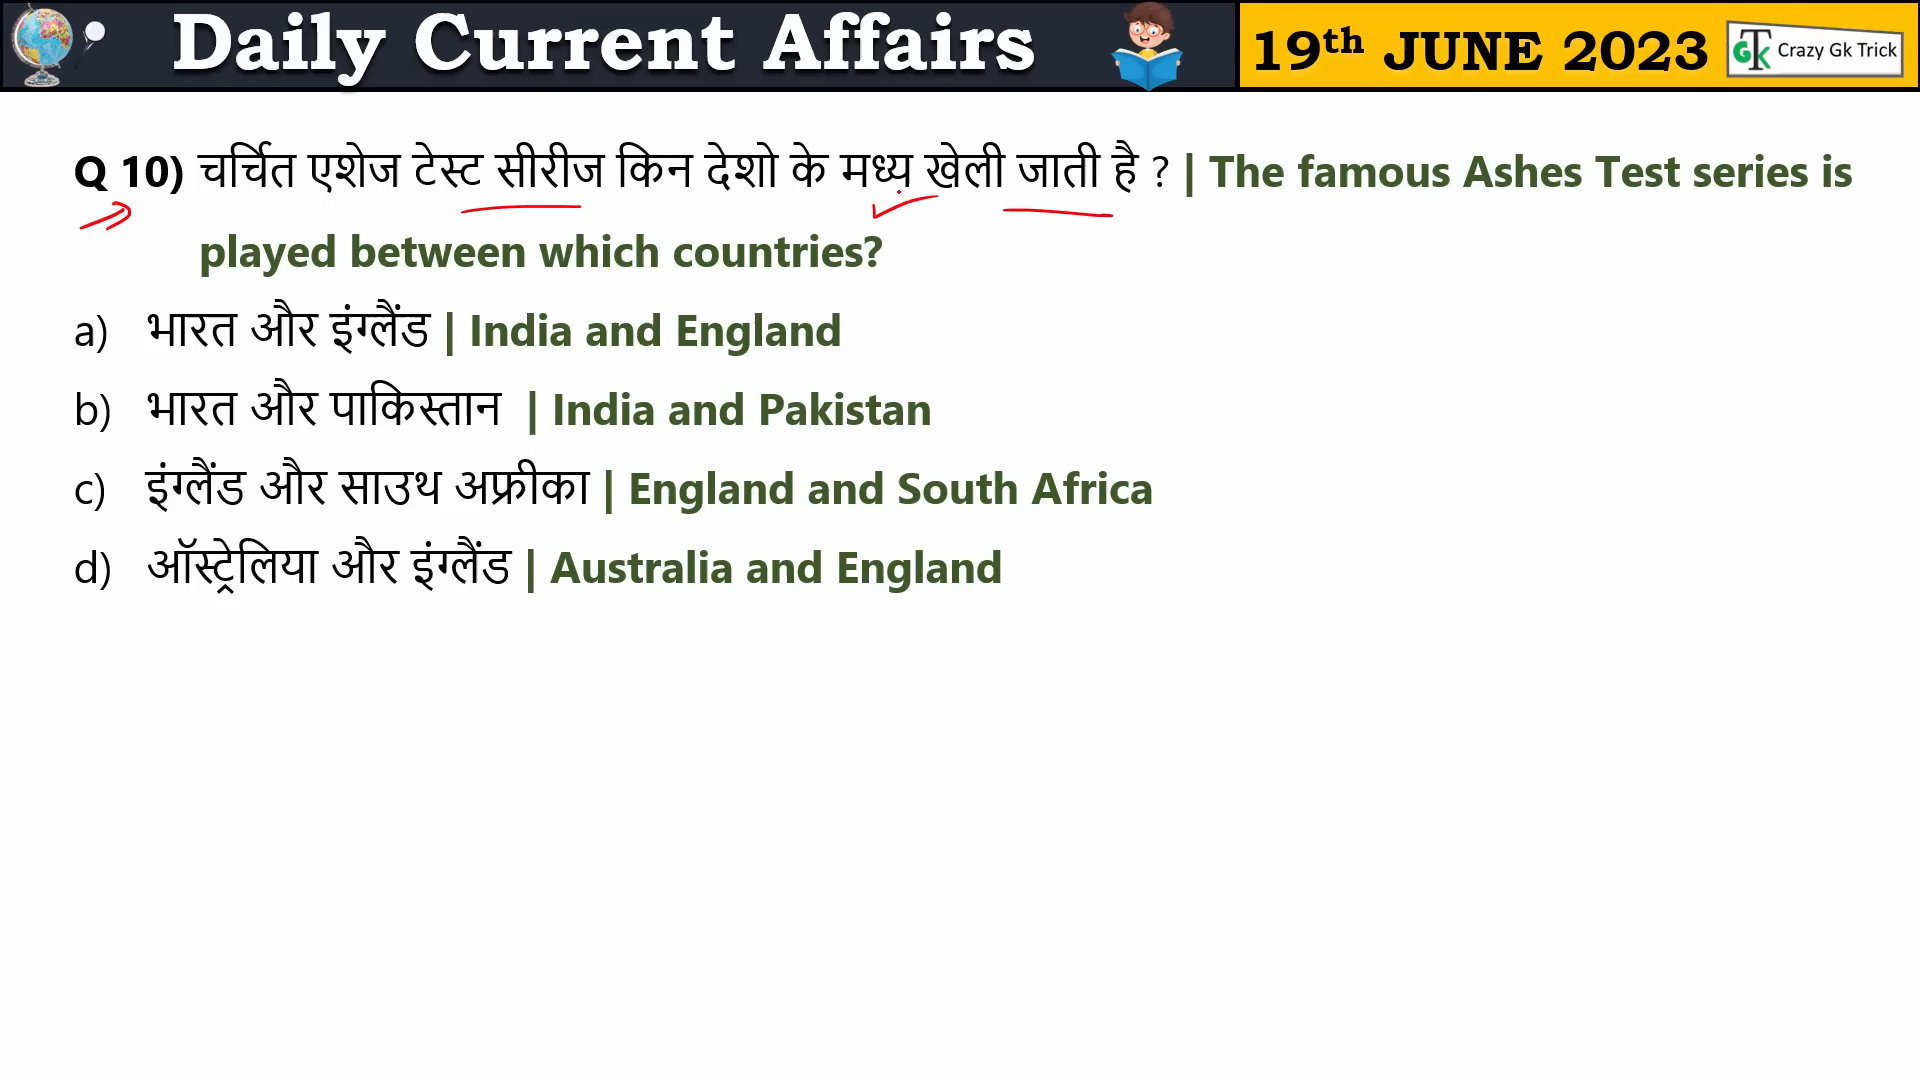 Daily Current Affairs
19th JUNE 2023
GTK Crazy Gk Trick
Q 10) चर्चित एशेज टेस्ट सीरीज किन देशो के मध्य खेली जाती है ? | The famous Ashes Test series is
played between which countries?
a) भारत और इंग्लैंड | India and England
b) भारत और पाकिस्तान | India and Pakistan
c) इंग्लैंड और साउथ अफ्रीका | England and South Africa
d) ऑस्ट्रेलिया और इंग्लैंड | Australia and England